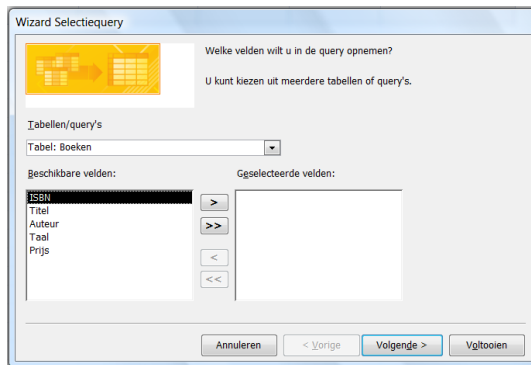 Wizard Selectiequery
Welke velden wilt u in de query opnemen?
U kunt kiezen uit meerdere tabellen of query's.
Tabellen/query's
Tabel: Boeken
Beschikbare velden:
Geselecteerde velden:
ISBN
Titel
Auteur
Taal
Prijs
>
>>
<
<<
Annuleren
< Vorige
Volgende >
Voltooien